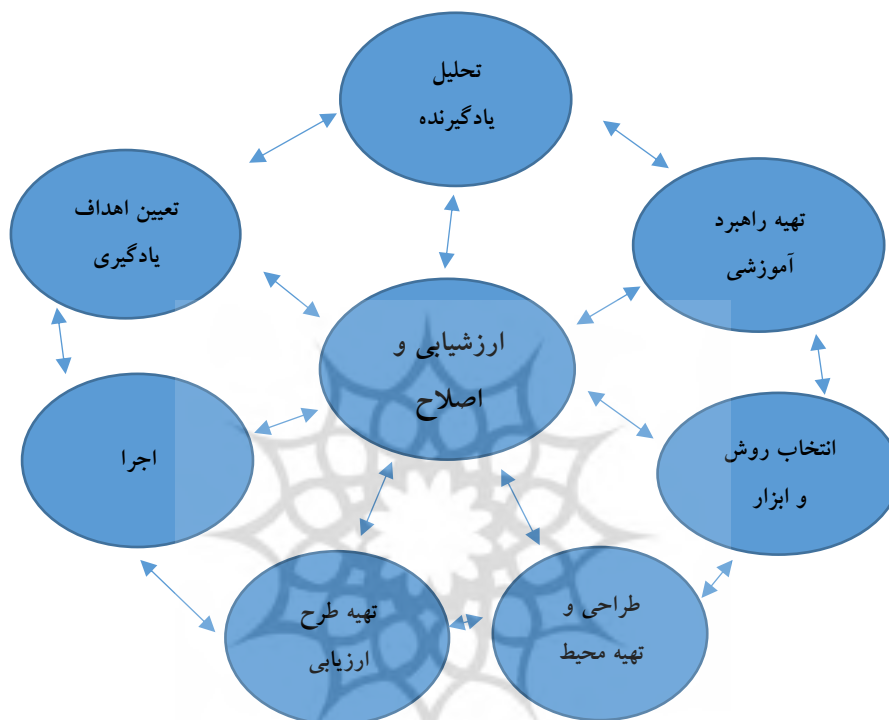 تحلیل
یادگیرنده
تهیه راهبرد
آموزشی
تعیین اهداف
یادگیری
ارزشیابی و
اصلاح
انتخاب روش
و ابزار
اجرا
طراحی و
تهیه محیط
تهیه طرح
ارزیابی